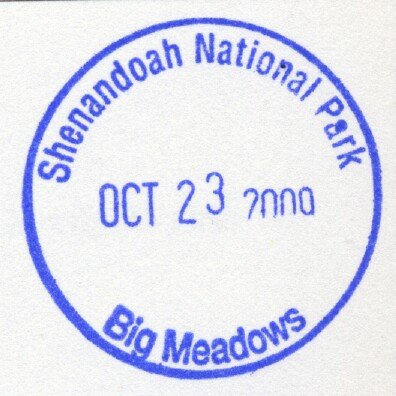 Shenandoah National Park
OCT 23 2000
Big Meadows